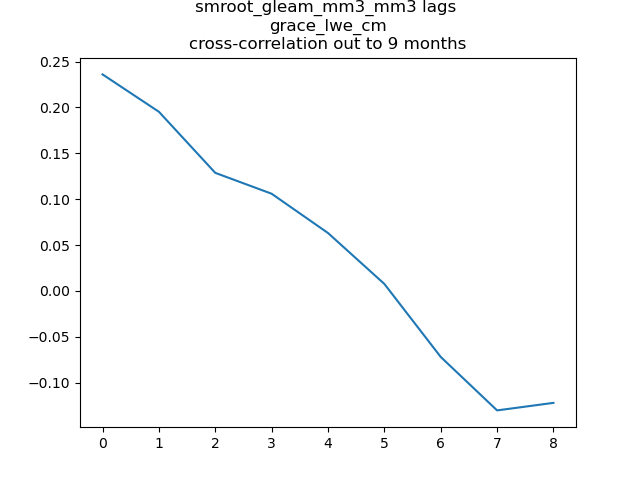 smroot_gleam_mm3_mm3 lags
grace_lwe_cm
cross-correlation out to 9 months
0.25
0.20
0.15
0.10
0.05
0.00
−0.05
−0.10
0 1 2 3 4 5 6 7 8